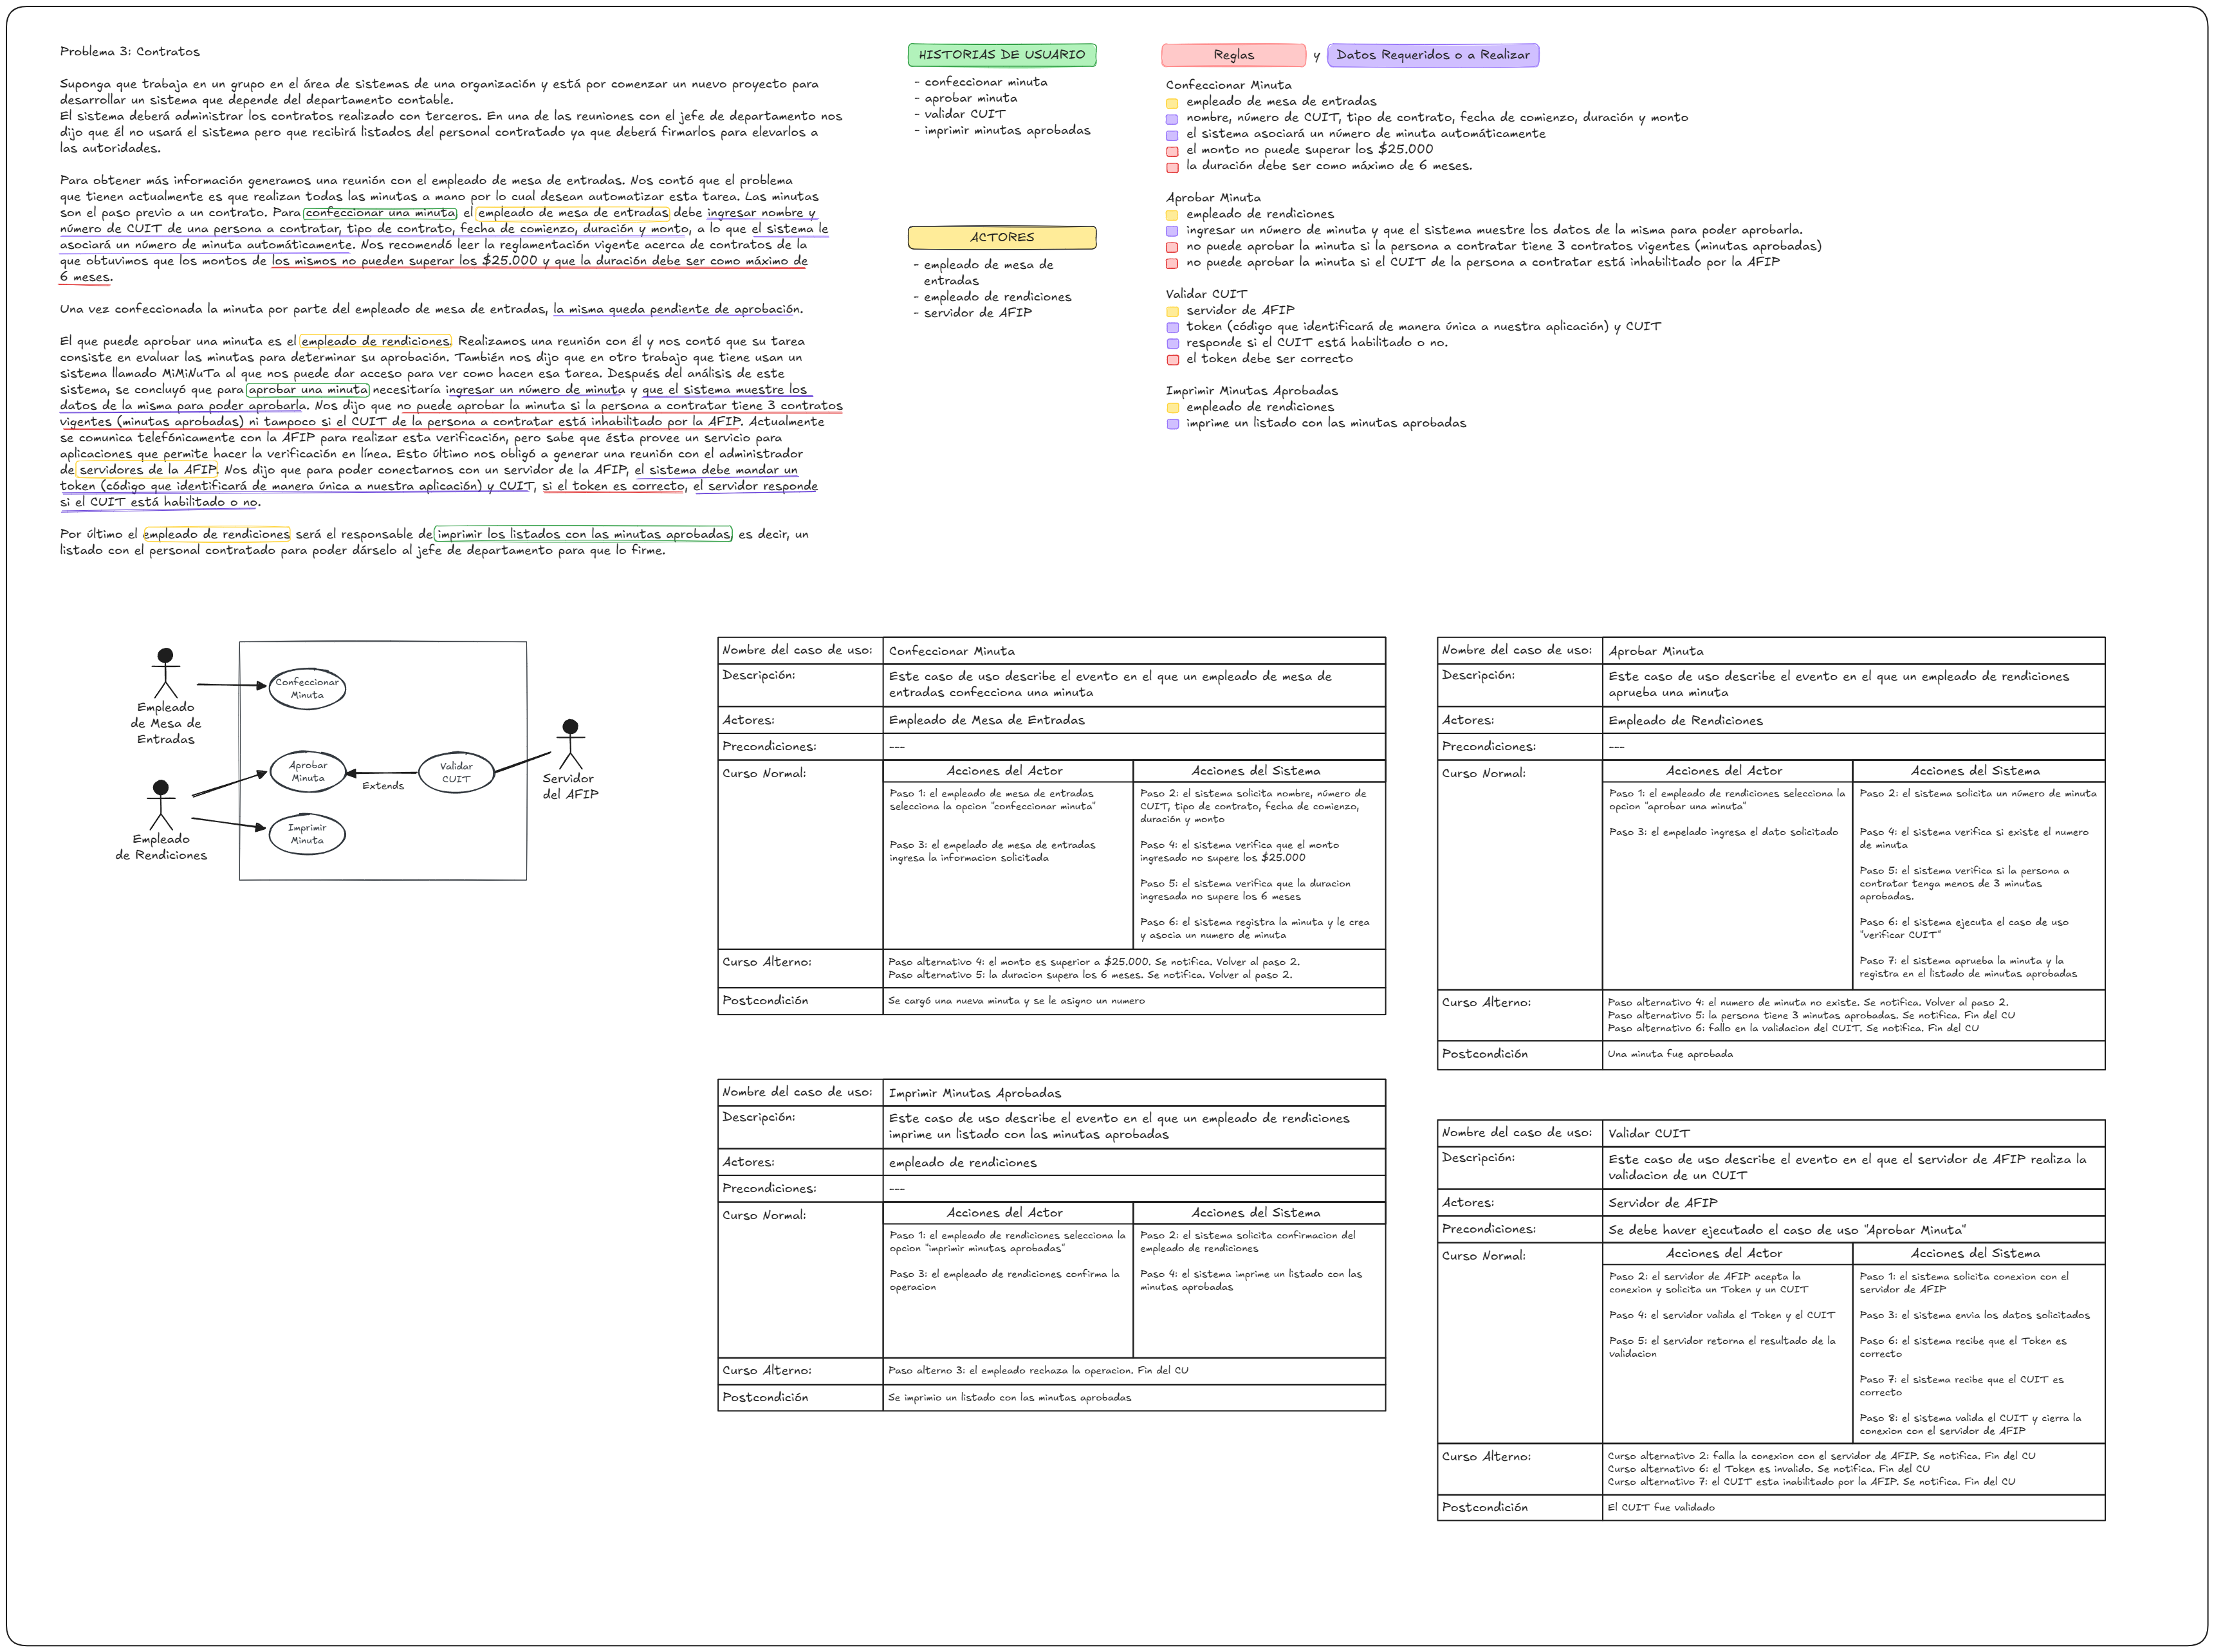 Problema 3: Contratos
Suponga que trabaja en un grupo en el área de sistemas de una organización y está por comenzar un nuevo proyecto para
desarrollar un sistema que depende del departamento contable.
El sistema deberá administrar los contratos realizado con terceros. En una de las reuniones con el jefe de departamento nos
dijo que él no usará el sistema pero que recibirá listados del personal contratado ya que deberá firmarlos para elevarlos a
las autoridades.
Para obtener más información generamos una reunión con el empleado de mesa de entradas. Nos contó que el problema
que tienen actualmente es que realizan todas las minutas a mano por lo cual desean automatizar esta tarea. Las minutas
son el paso previo a un contrato. Para confeccionar una minuta, el empleado de mesa de entradas debe ingresar nombre y
número de CUIT de una persona a contratar, tipo de contrato, fecha de comienzo, duración y monto, a lo que el sistema le
asociará un número de minuta automáticamente. Nos recomendó leer la reglamentación vigente acerca de contratos de la
que obtuvimos que los montos de los mismos no pueden superar los $25.000 y que la duración debe ser como máximo de
6 meses.
Una vez confeccionada la minuta por parte del empleado de mesa de entradas, la misma queda pendiente de aprobación.
El que puede aprobar una minuta es el empleado de rendiciones. Realizamos una reunión con él y nos contó que su tarea
consiste en evaluar las minutas para determinar su aprobación. También nos dijo que en otro trabajo que tiene usan un
sistema llamado MiMiNuTa al que nos puede dar acceso para ver como hacen esa tarea. Después del análisis de este
sistema, se concluyó que para aprobar una minuta necesitaría ingresar un número de minuta y que el sistema muestre los
datos de la misma para poder aprobarla. Nos dijo que no puede aprobar la minuta si la persona a contratar tiene 3 contratos
vigentes (minutas aprobadas) ni tampoco si el CUIT de la persona a contratar está inhabilitado por la AFIP. Actualmente
se comunica telefónicamente con la AFIP para realizar esta verificación, pero sabe que ésta provee un servicio para
aplicaciones que permite hacer la verificación en línea. Esto último nos obligó a generar una reunión con el administrador
de servidores de la AFIP. Nos dijo que para poder conectarnos con un servidor de la AFIP, el sistema debe mandar un
token (código que identificará de manera única a nuestra aplicación) y CUIT, si el token es correcto, el servidor responde
si el CUIT está habilitado o no.
Por último el empleado de rendiciones será el responsable de imprimir los listados con las minutas aprobadas, es decir, un
listado con el personal contratado para poder dárselo al jefe de departamento para que lo firme.
HISTORIAS DE USUARIO
- confeccionar minuta
- aprobar minuta
- validar CUIT
- imprimir minutas aprobadas
ACTORES
- empleado de mesa de
entradas
- empleado de rendiciones
- servidor de AFIP
Reglas y Datos Requeridos o a Realizar
Confeccionar Minuta
empleado de mesa de entradas
nombre, número de CUIT, tipo de contrato, fecha de comienzo, duración y monto
el sistema asociará un número de minuta automáticamente
el monto no puede superar los $25.000
la duración debe ser como máximo de 6 meses.
Aprobar Minuta
empleado de rendiciones
ingresar un número de minuta y que el sistema muestre los datos de la misma para poder aprobarla.
no puede aprobar la minuta si la persona a contratar tiene 3 contratos vigentes (minutas aprobadas)
no puede aprobar la minuta si el CUIT de la persona a contratar está inhabilitado por la AFIP
Validar CUIT
servidor de AFIP
token (código que identificará de manera única a nuestra aplicación) y CUIT
responde si el CUIT está habilitado o no.
el token debe ser correcto
Imprimir Minutas Aprobadas
empleado de rendiciones
imprime un listado con las minutas aprobadas
Empleado
de Mesa de
Entradas
Confeccionar
Minuta
Empleado
de Rendiciones
Aprobar
Minuta
Extends
Validar
CUIT
Imprimir
Minuta
Servidor
del AFIP
Nombre del caso de uso: Confeccionar Minuta
Descripción: Este caso de uso describe el evento en el que un empleado de mesa de
entradas confecciona una minuta
Actores: Empleado de Mesa de Entradas
Precondiciones: ---
Curso Normal: Acciones del Actor Acciones del Sistema
Paso 1: el empleado de mesa de entradas
selecciona la opcion "confeccionar minuta"
Paso 2: el sistema solicita nombre, número de
CUIT, tipo de contrato, fecha de comienzo,
duración y monto
Paso 3: el empelado de mesa de entradas
ingresa la informacion solicitada
Paso 4: el sistema verifica que el monto
ingresado no supere los $25.000
Paso 5: el sistema verifica que la duracion
ingresada no supere los 6 meses
Paso 6: el sistema registra la minuta y le crea
y asocia un numero de minuta
Curso Alterno: Paso alternativo 4: el monto es superior a $25.000. Se notifica. Volver al paso 2.
Paso alternativo 5: la duracion supera los 6 meses. Se notifica. Volver al paso 2.
Postcondición Se cargó una nueva minuta y se le asigno un numero
Nombre del caso de uso: Aprobar Minuta
Descripción: Este caso de uso describe el evento en el que un empleado de rendiciones
aprueba una minuta
Actores: Empleado de Rendiciones
Precondiciones: ---
Curso Normal: Acciones del Actor Acciones del Sistema
Paso 1: el empleado de rendiciones selecciona la
opcion "aprobar una minuta"
Paso 2: el sistema solicita un número de minuta
Paso 3: el empelado ingresa el dato solicitado
Paso 4: el sistema verifica si existe el numero
de minuta
Paso 5: el sistema verifica si la persona a
contratar tenga menos de 3 minutas
aprobadas.
Paso 6: el sistema ejecuta el caso de uso
"verificar CUIT"
Paso 7: el sistema aprueba la minuta y la
registra en el listado de minutas aprobadas
Curso Alterno: Paso alternativo 4: el numero de minuta no existe. Se notifica. Volver al paso 2.
Paso alternativo 5: la persona tiene 3 minutas aprobadas. Se notifica. Fin del CU
Paso alternativo 6: fallo en la validacion del CUIT. Se notifica. Fin del CU
Postcondición Una minuta fue aprobada
Nombre del caso de uso: Imprimir Minutas Aprobadas
Descripción: Este caso de uso describe el evento en el que un empleado de rendiciones
imprime un listado con las minutas aprobadas
Actores: empleado de rendiciones
Precondiciones: ---
Curso Normal: Acciones del Actor Acciones del Sistema
Paso 1: el empleado de rendiciones selecciona la
opcion "imprimir minutas aprobadas"
Paso 2: el sistema solicita confirmacion del
empleado de rendiciones
Paso 3: el empleado de rendiciones confirma la
operacion
Paso 4: el sistema imprime un listado con las
minutas aprobadas
Curso Alterno: Paso alterno 3: el empleado rechaza la operacion. Fin del CU
Postcondición Se imprimio un listado con las minutas aprobadas
Nombre del caso de uso: Validar CUIT
Descripción: Este caso de uso describe el evento en el que el servidor de AFIP realiza la
validacion de un CUIT
Actores: Servidor de AFIP
Precondiciones: Se debe haver ejecutado el caso de uso "Aprobar Minuta"
Curso Normal: Acciones del Actor Acciones del Sistema
Paso 2: el servidor de AFIP acepta la
conexion y solicita un Token y un CUIT
Paso 4: el servidor valida el Token y el CUIT
Paso 5: el servidor retorna el resultado de la
validacion
Paso 1: el sistema solicita conexion con el
servidor de AFIP
Paso 3: el sistema envia los datos solicitados
Paso 6: el sistema recibe que el Token es
correcto
Paso 7: el sistema recibe que el CUIT es
correcto
Paso 8: el sistema valida el CUIT y cierra la
conexion con el servidor de AFIP
Curso Alterno: Curso alternativo 2: falla la conexion con el servidor de AFIP. Se notifica. Fin del CU
Curso alternativo 6: el Token es invalido. Se notifica. Fin del CU
Curso alternativo 7: el CUIT esta inabilitado por la AFIP. Se notifica. Fin del CU
Postcondición El CUIT fue validado